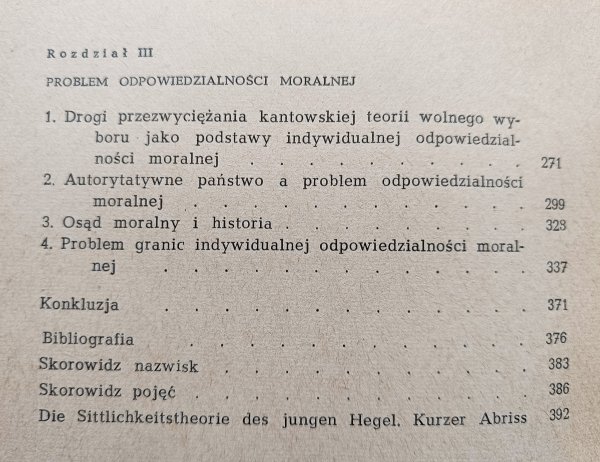 Rozdział III
PROBLEM ODPOWIEDZIALNOŚCI MORALNEJ
1. Drogi przezwyciężania kantowskiej teorii wolnego wy-
boru jako podstawy indywidualnej odpowiedzial-
ności moralnej . . . . . . . . 271
2. Autorytatywne państwo a problem odpowiedzialności
moralnej . . . . . . . . . . 299
3. Osąd moralny i historia . . . . . . . 328
4. Problem granic indywidualnej odpowiedzialności moral-
nej . . . . . . . . . . 337
Konkluzja . . . . . . . . . . 371
Bibliografia . . . . . . . . . . 376
Skorowidz nazwisk . . . . . . . . 383
Skorowidz pojęć . . . . . . . . . 386
Die Sittlichkeitstheorie des jungen Hegel. Kurzer Abriss 392